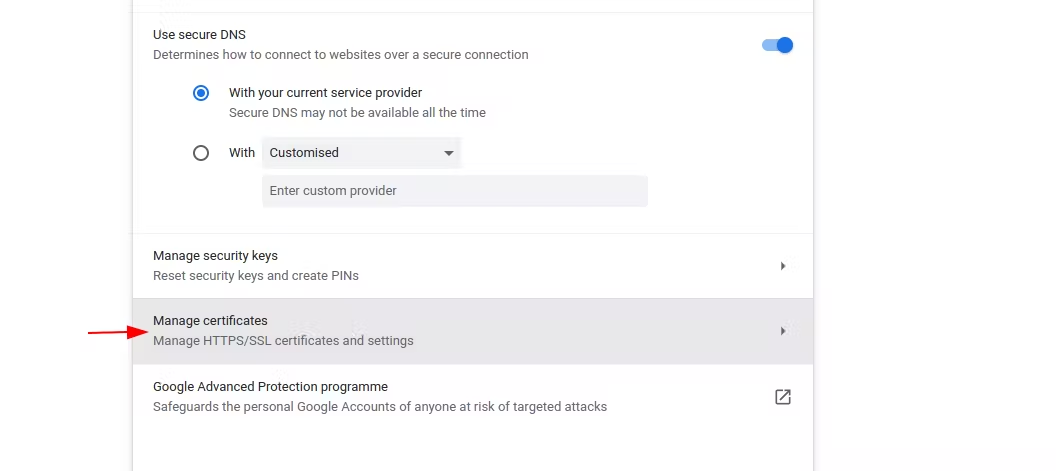 Use secure DNS
Determines how to connect to websites over a secure connection
With your current service provider
Secure DNS may not be available all the time
With Customised
Enter custom provider
Manage security keys
Reset security keys and create PINs
Manage certificates
Manage HTTPS/SSL certificates and settings
Google Advanced Protection programme
Safeguards the personal Google Accounts of anyone at risk of targeted attacks